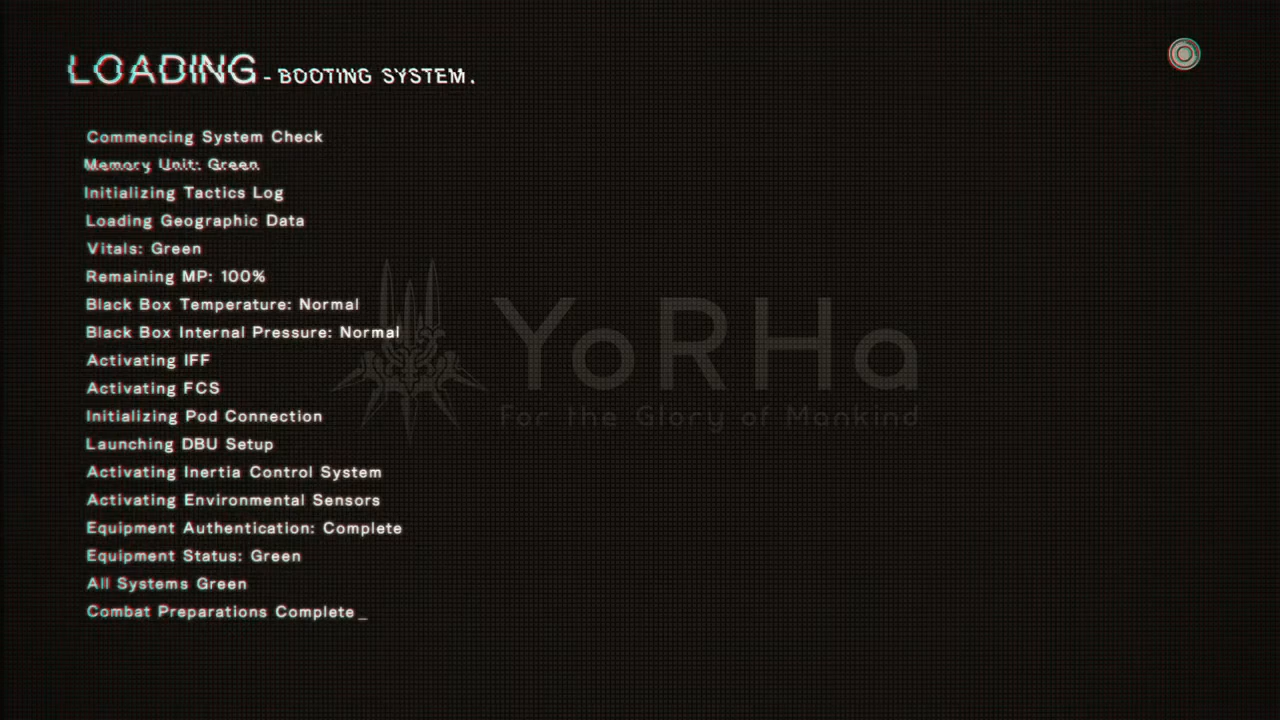 LOADING - BOOTING SYSTEM.
Commencing System Check
Memory Unit: Green
Initializing Tactics Log
Loading Geographic Data
Vitals: Green
Remaining MP: 100%
Black Box Temperature: Normal
Black Box Internal Pressure: Normal
Activating IFF
Activating FCS
Initializing Pod Connection
Launching DBU Setup
Activating Inertia Control System
Activating Environmental Sensors
Equipment Authentication: Complete
Equipment Status: Green
All Systems Green
Combat Preparations Complete _
YoRHa
For the Glory of Mankind